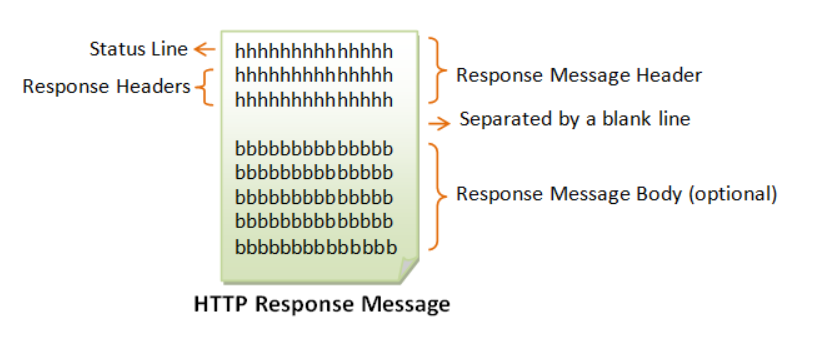 Status Line
Response Headers
hhhhhhhhhhhhhh
hhhhhhhhhhhhhh
hhhhhhhhhhhhhh
Response Message Header
Separated by a blank line
bbbbbbbbbbbbbb
bbbbbbbbbbbbbb
bbbbbbbbbbbbbb
bbbbbbbbbbbbbb
bbbbbbbbbbbbbb
Response Message Body (optional)
HTTP Response Message